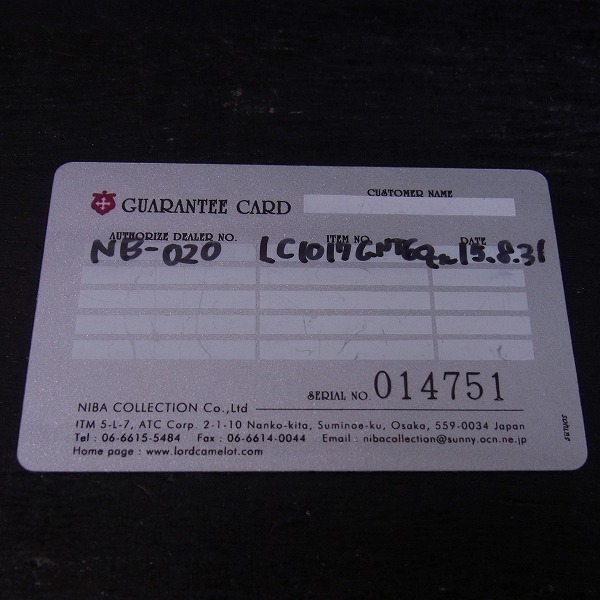 GUARANTEE CARD
CUSTOMER NAME
AUTHORIZE DEALER NO. ITEM NO. DATE
NB-020 15.8.31
SERIAL NO. 014751
NIBA COLLECTION Co.,Ltd
ITM 5-L-7, ATC Corp. 2-1-10 Nanko-kita, Suminoe-ku, Osaka, 559-0034 Japan
Tel : 06-6615-5484 Fax : 06-6614-0044 Email : nibacollection@sunny.ocn.ne.jp
Home page : www.lordcamelot.com